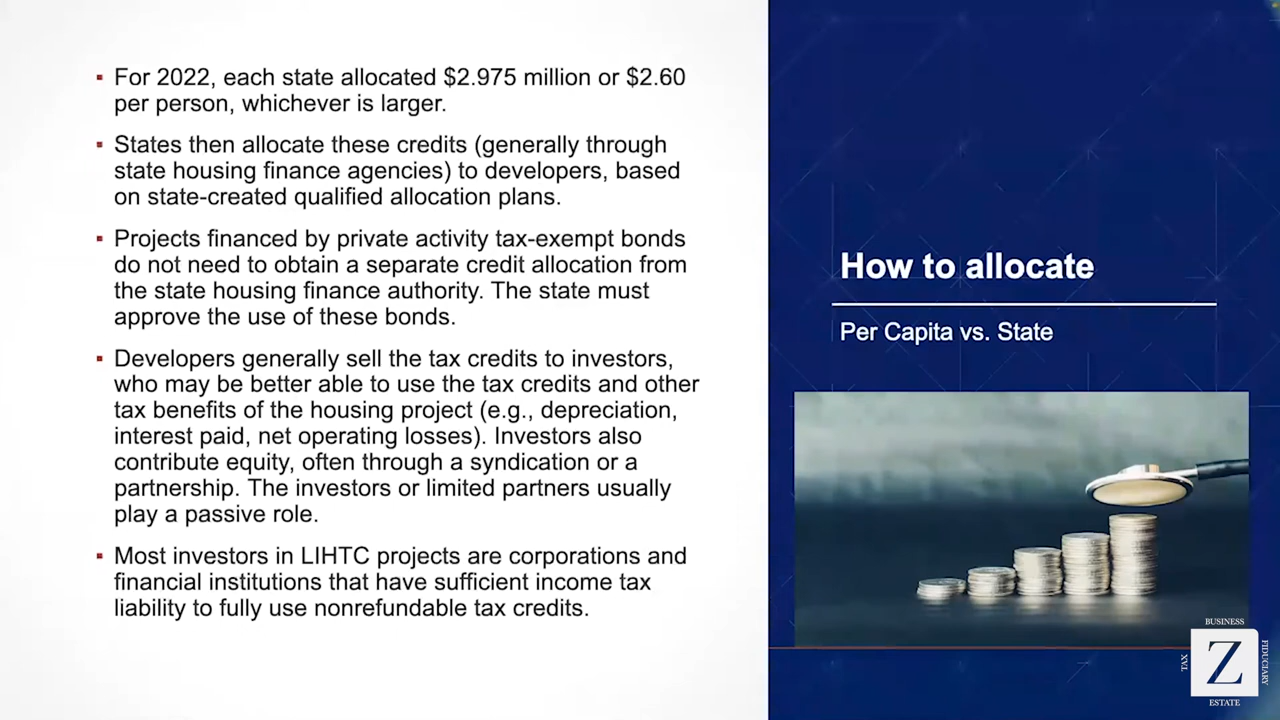 ▪ For 2022, each state allocated $2.975 million or $2.60
per person, whichever is larger.
▪ States then allocate these credits (generally through
state housing finance agencies) to developers, based
on state-created qualified allocation plans.
▪ Projects financed by private activity tax-exempt bonds
do not need to obtain a separate credit allocation from
the state housing finance authority. The state must
approve the use of these bonds.
▪ Developers generally sell the tax credits to investors,
who may be better able to use the tax credits and other
tax benefits of the housing project (e.g., depreciation,
interest paid, net operating losses). Investors also
contribute equity, often through a syndication or a
partnership. The investors or limited partners usually
play a passive role.
▪ Most investors in LIHTC projects are corporations and
financial institutions that have sufficient income tax
liability to fully use nonrefundable tax credits.
How to allocate
Per Capita vs. State
BUSINESS
TAX
Z
FIDUCIARY
ESTATE